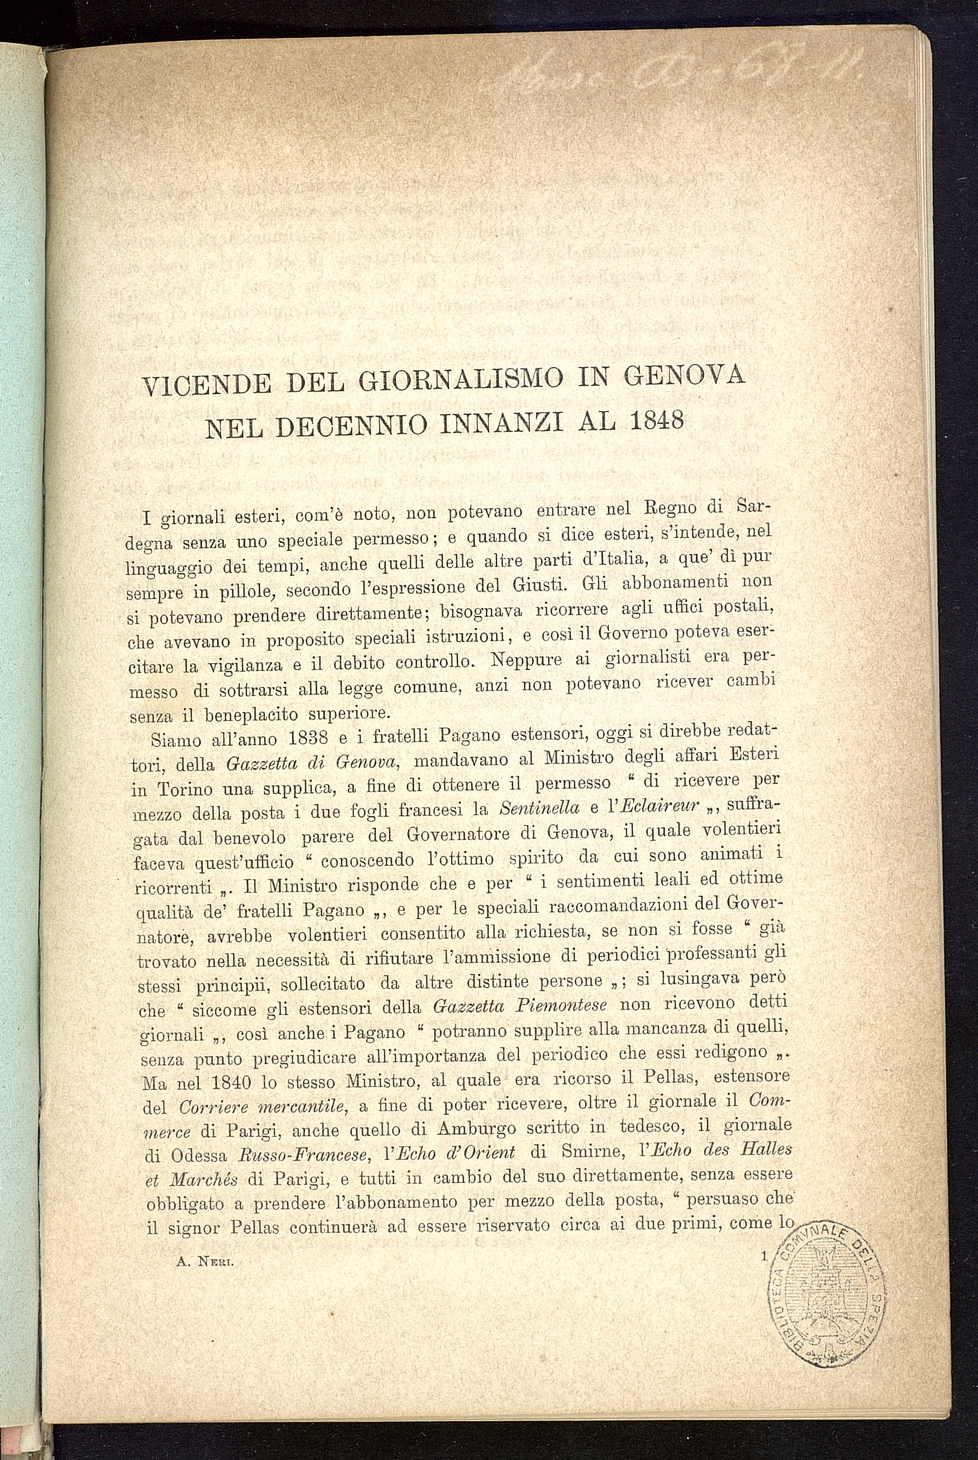 B-63-11.
VICENDE DEL GIORNALISMO IN GENOVA
NEL DECENNIO INNANZI AL 1848
I giornali esteri, com'è noto, non potevano entrare nel Regno di Sar-
degna senza uno speciale permesso; e quando si dice esteri, s'intende, nel
linguaggio dei tempi, anche quelli delle altre parti d'Italia, a que' dì pur
sempre in pillole, secondo l'espressione del Giusti. Gli abbonamenti non
si potevano prendere direttamente; bisognava ricorrere agli uffici postali,
che avevano in proposito speciali istruzioni, e così il Governo poteva eser-
citare la vigilanza e il debito controllo. Neppure ai giornalisti era per-
messo di sottrarsi alla legge comune, anzi non potevano ricever cambi
senza il beneplacito superiore.
Siamo all'anno 1838 e i fratelli Pagano estensori, oggi si direbbe redat-
tori, della Gazzetta di Genova, mandavano al Ministro degli affari Esteri
in Torino una supplica, a fine di ottenere il permesso “ di ricevere per
mezzo della posta i due fogli francesi la Sentinella e l'Eclaireur „, suffra-
gata dal benevolo parere del Governatore di Genova, il quale volentieri
faceva quest'ufficio “ conoscendo l'ottimo spirito da cui sono animati i
ricorrenti „. Il Ministro risponde che e per “ i sentimenti leali ed ottime
qualità de' fratelli Pagano „, e per le speciali raccomandazioni del Gover-
natore, avrebbe volentieri consentito alla richiesta, se non si fosse “ già
trovato nella necessità di rifiutare l'ammissione di periodici professanti gli
stessi principii, sollecitato da altre distinte persone „; si lusingava però
che “ siccome gli estensori della Gazzetta Piemontese non ricevono detti
giornali „, così anche i Pagano “ potranno supplire alla mancanza di quelli,
senza punto pregiudicare all'importanza del periodico che essi redigono „.
Ma nel 1840 lo stesso Ministro, al quale era ricorso il Pellas, estensore
del Corriere mercantile, a fine di poter ricevere, oltre il giornale il Com-
merce di Parigi, anche quello di Amburgo scritto in tedesco, il giornale
di Odessa Russo-Francese, l'Echo d'Orient di Smirne, l'Echo des Halles
et Marchés di Parigi, e tutti in cambio del suo direttamente, senza essere
obbligato a prendere l'abbonamento per mezzo della posta, “ persuaso che
il signor Pellas continuerà ad essere riservato circa ai due primi, come lo
A. NERI.
1
BIBLIOTECA COMVNALE DELLA SPEZIA